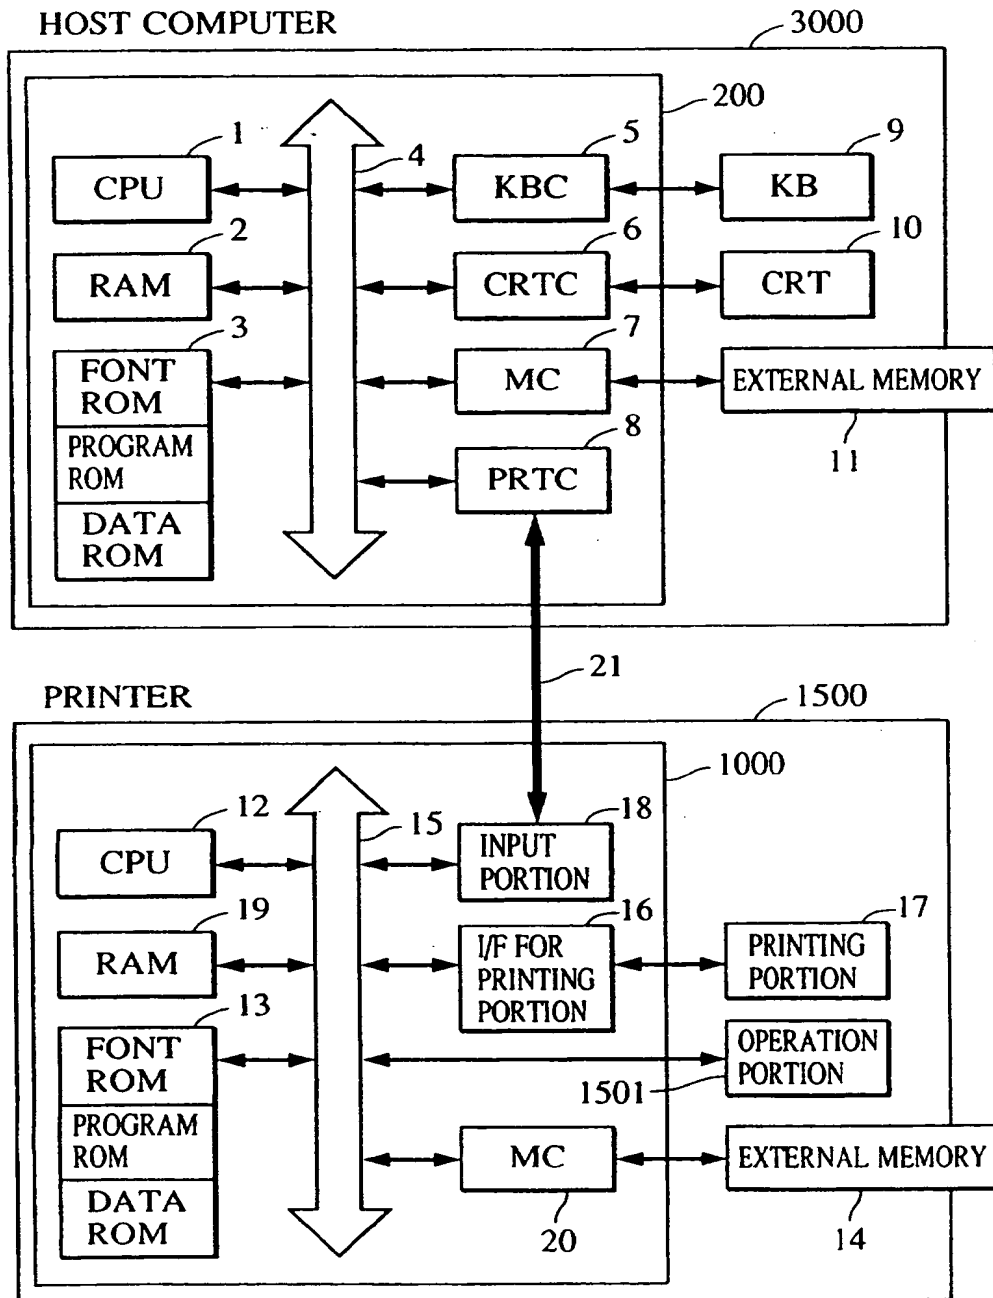 HOST COMPUTER
3000
200
1
CPU
4
5
KBC
9
KB
2
RAM
6
CRTC
10
CRT
3
FONT
ROM
PROGRAM
ROM
DATA
ROM
7
MC
EXTERNAL MEMORY
11
8
PRTC
21
PRINTER
1500
1000
12
CPU
15
18
INPUT
PORTION
19
RAM
16
I/F FOR
PRINTING
PORTION
17
PRINTING
PORTION
13
FONT
ROM
PROGRAM
ROM
DATA
ROM
OPERATION
PORTION
1501
MC
20
EXTERNAL MEMORY
14